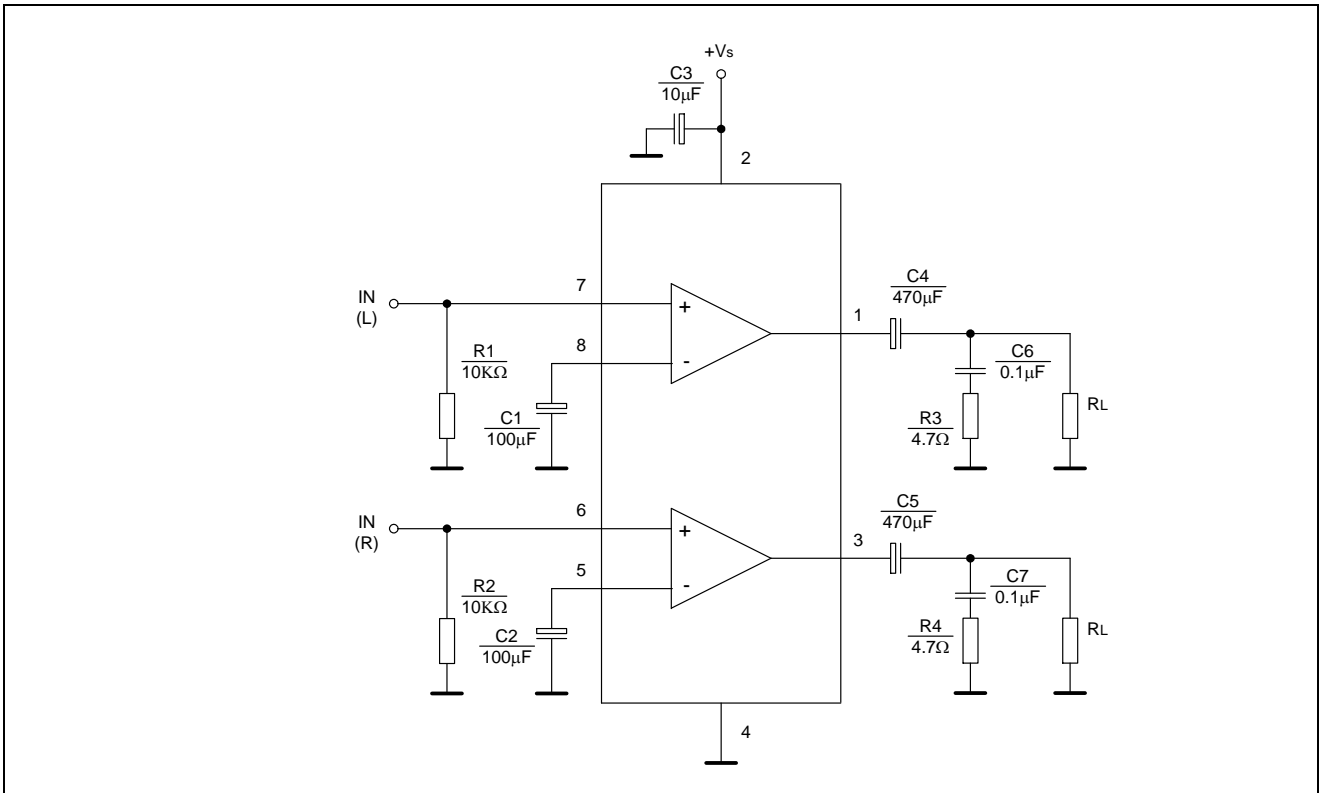 +Vs
C3
10µF
2
IN
(L)
7
+
8
-
R1
10KΩ
C1
100µF
1
C4
470µF
C6
0.1µF
R3
4.7Ω
RL
IN
(R)
6
+
5
-
R2
10KΩ
C2
100µF
3
C5
470µF
C7
0.1µF
R4
4.7Ω
RL
4